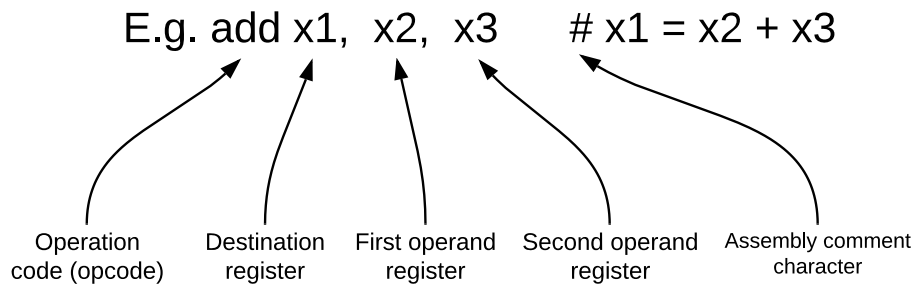 E.g. add x1, x2, x3 # x1 = x2 + x3
Operation
code (opcode)
Destination
register
First operand
register
Second operand
register
Assembly comment
character